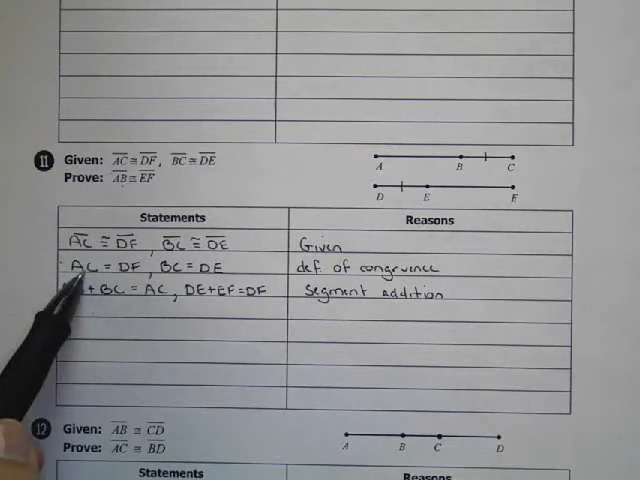 11 Given: AC ≅ DF, BC ≅ DE
Prove: AB ≅ EF
A B C
D E F
Statements Reasons
AC ≅ DF, BC ≅ DE Given
AC = DF, BC = DE def. of congruence
+ BC = AC, DE+EF=DF Segment addition
12 Given: AB ≅ CD
Prove: AC ≅ BD
A B C D
Statements Reasons